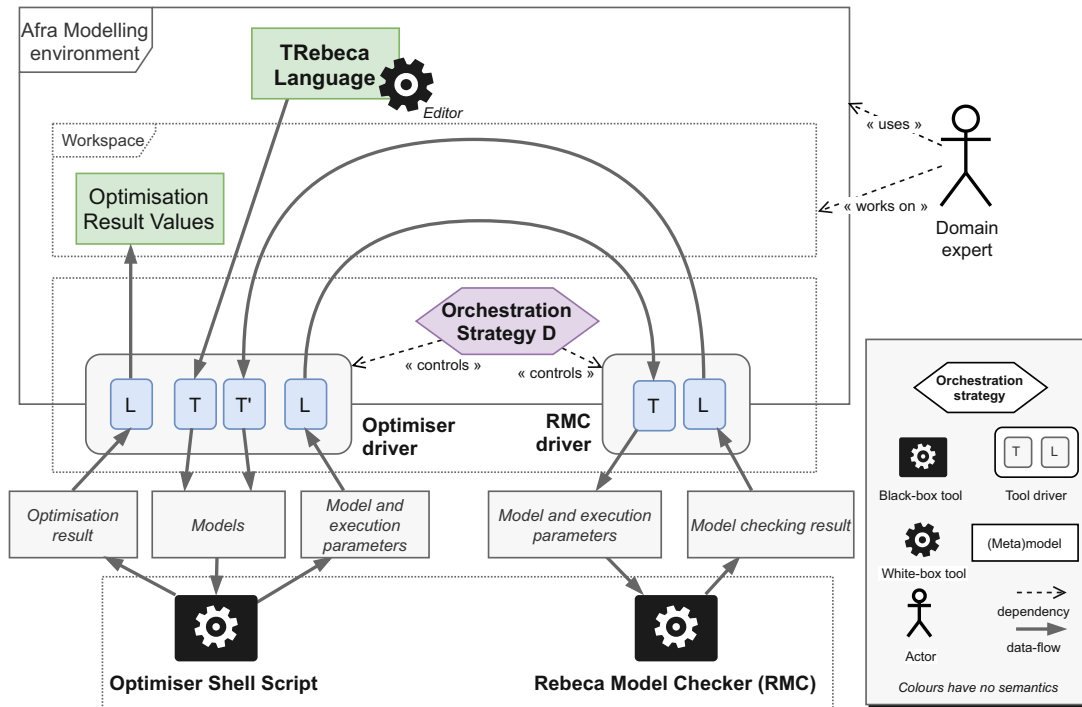 Afra Modelling
environment
TRebeca
Language
Editor
Workspace
Optimisation
Result Values
« uses »
« works on »
Domain
expert
Orchestration
Strategy D
« controls »
« controls »
L
T
T'
L
Optimiser
driver
RMC
driver
T
L
Optimisation
result
Models
Model and
execution
parameters
Model and execution
parameters
Model checking result
Optimiser Shell Script
Rebeca Model Checker (RMC)
Orchestration
strategy
Black-box tool
T
L
Tool driver
White-box tool
(Meta)model
Actor
dependency
data-flow
Colours have no semantics